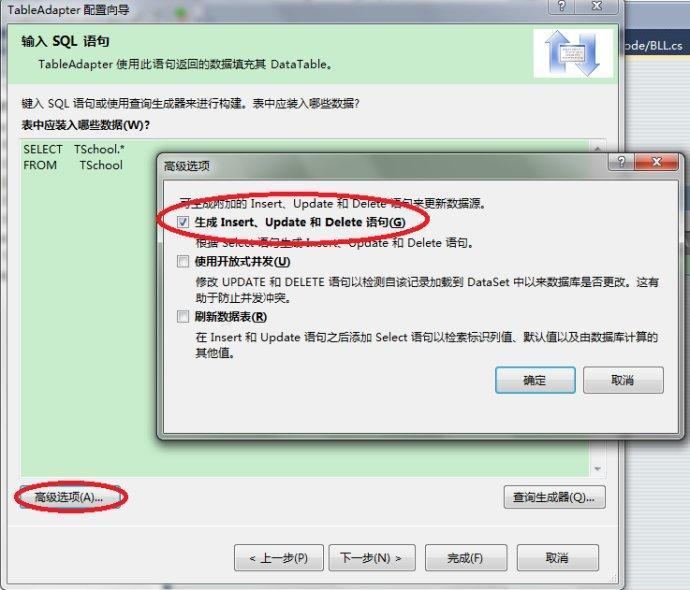 TableAdapter 配置向导
ode/BLL.cs
输入 SQL 语句
TableAdapter 使用此语句返回的数据填充其 DataTable。
键入 SQL 语句或使用查询生成器来进行构建。表中应装入哪些数据?
表中应装入哪些数据(W)?
SELECT TSchool.*
FROM TSchool
高级选项
可生成附加的 Insert、Update 和 Delete 语句来更新数据源。
生成 Insert、Update 和 Delete 语句(G)
根据 Select 语句生成 Insert、Update 和 Delete 语句。
使用开放式并发(U)
修改 UPDATE 和 DELETE 语句以检测自该记录加载到 DataSet 中以来数据库是否更改。这有
助于防止并发冲突。
刷新数据表(R)
在 Insert 和 Update 语句之后添加 Select 语句以检索标识列值、默认值以及由数据库计算的
其他值。
确定
取消
高级选项(A)...
查询生成器(Q)...
< 上一步(P)
下一步(N) >
完成(F)
取消